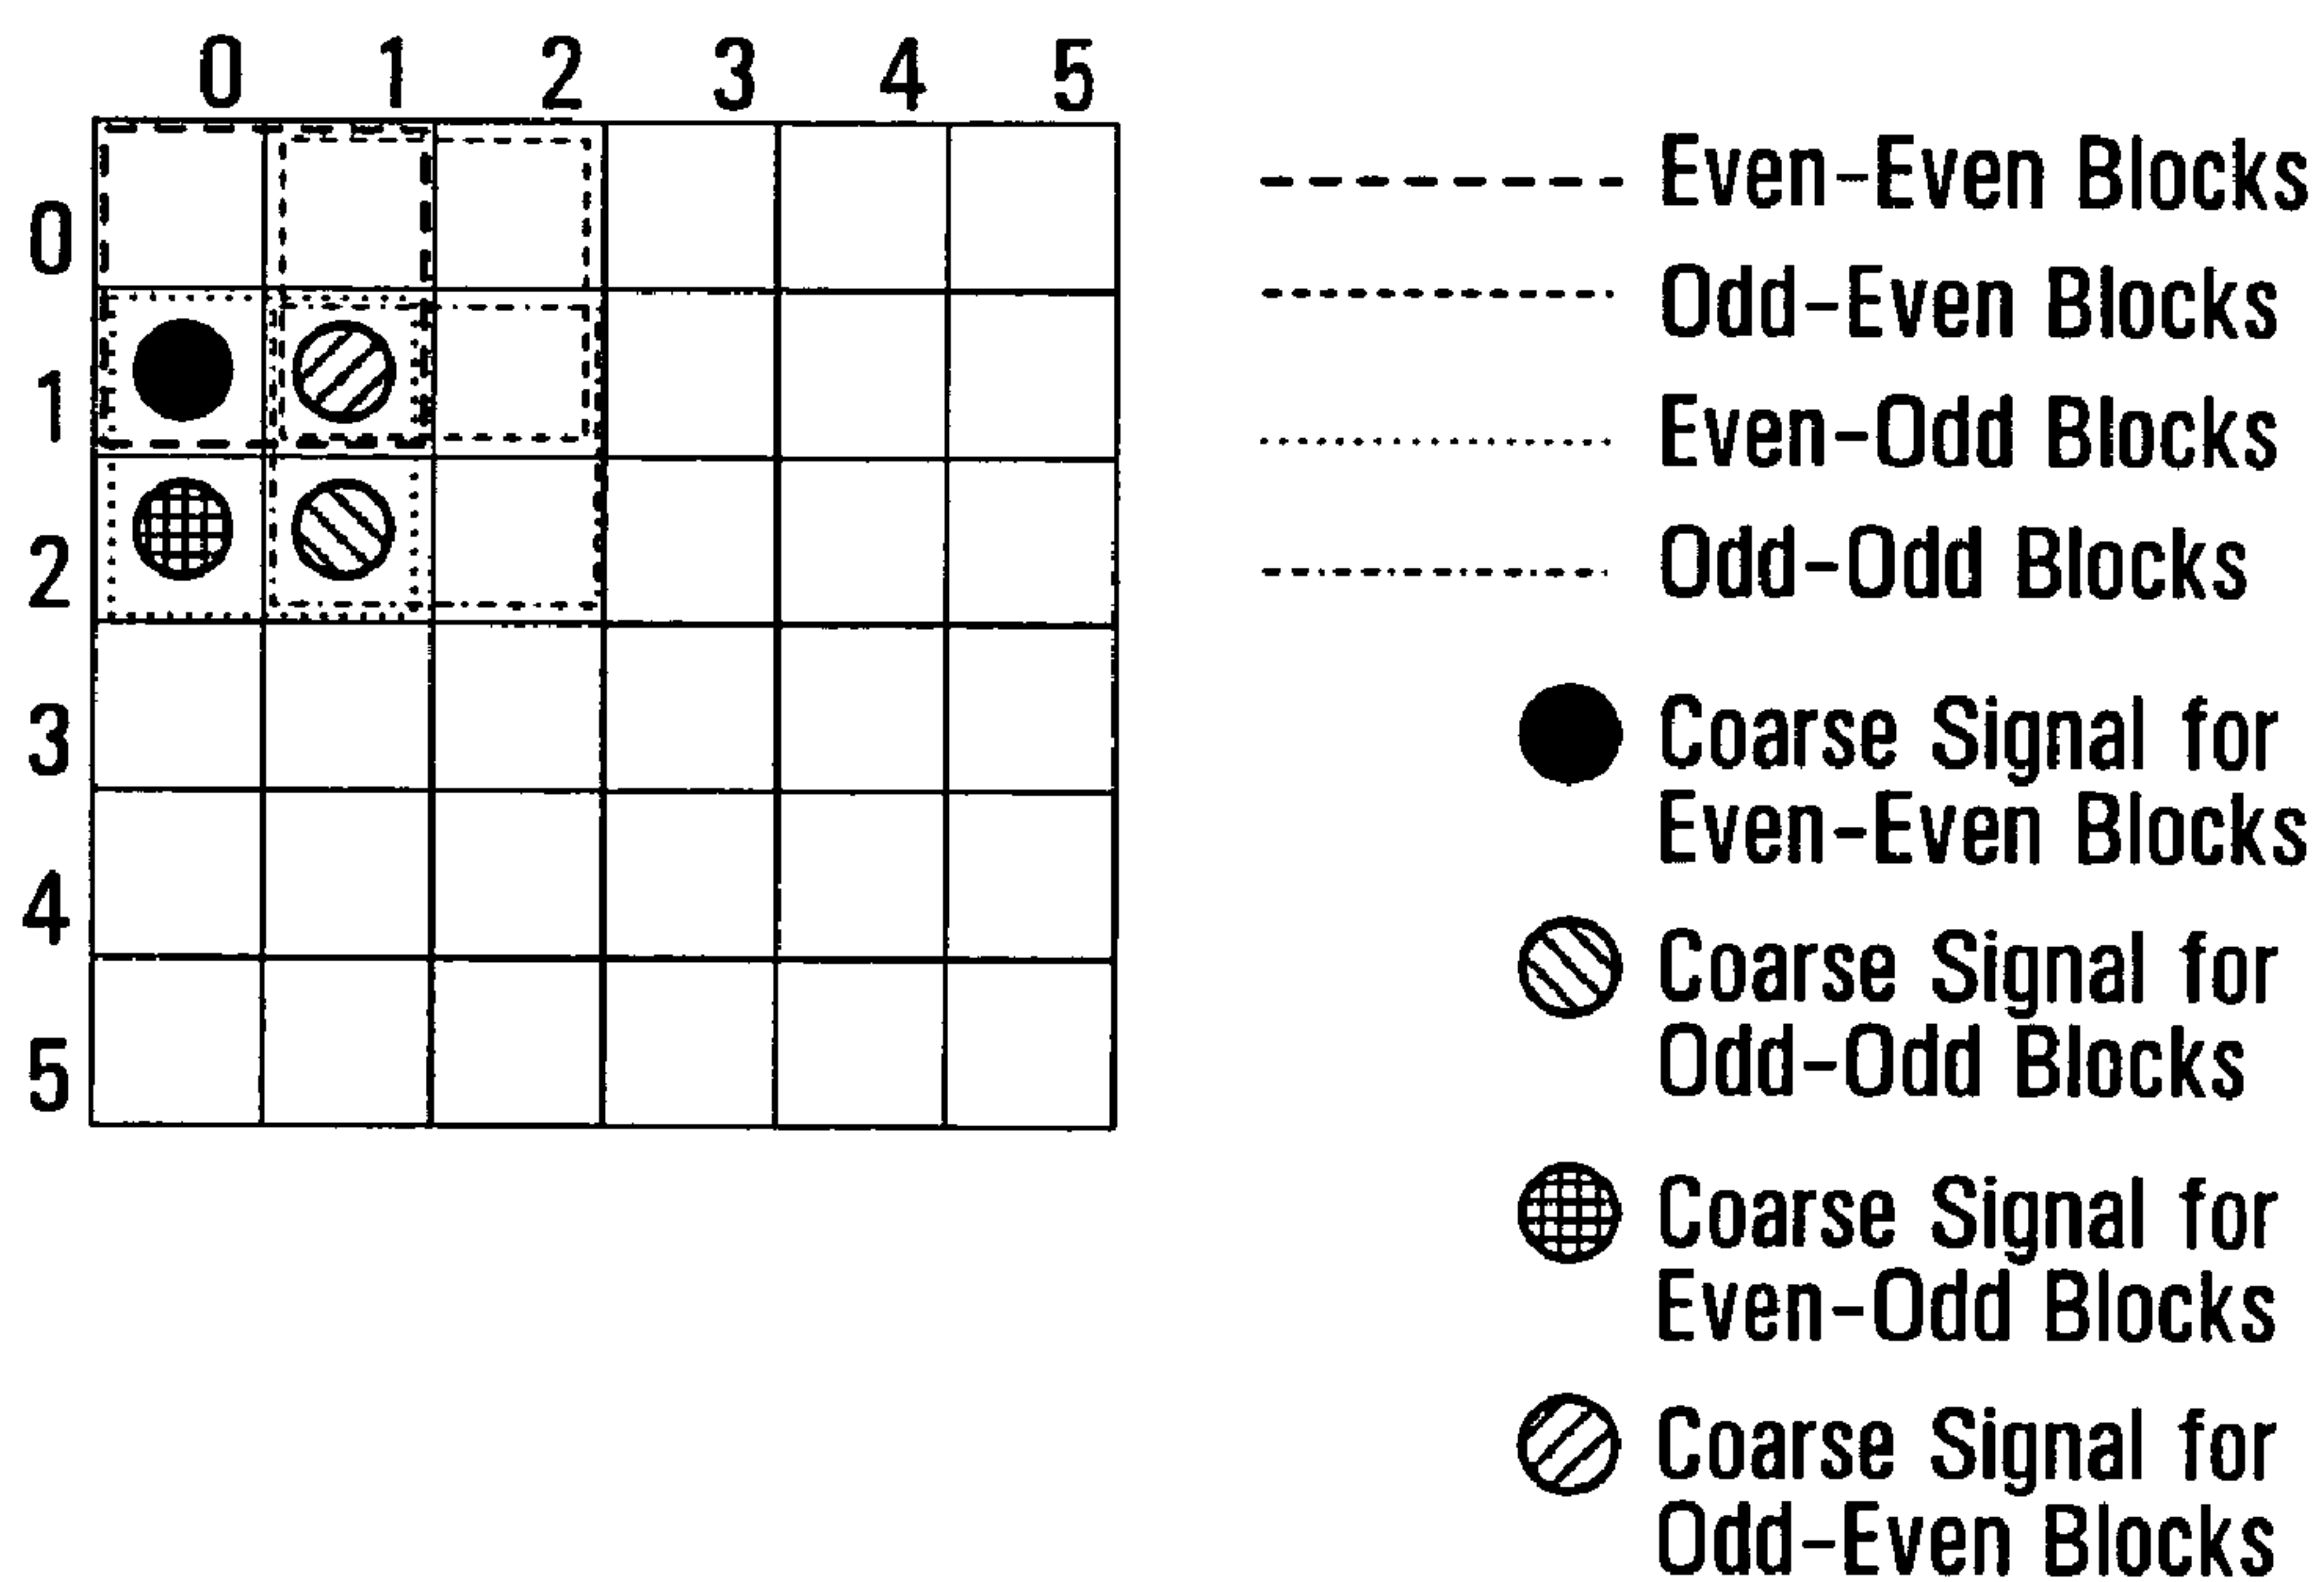 0 1 2 3 4 5
0
1
2
3
4
5
Even-Even Blocks
Odd-Even Blocks
Even-Odd Blocks
Odd-Odd Blocks
Coarse Signal for
Even-Even Blocks
Coarse Signal for
Odd-Odd Blocks
Coarse Signal for
Even-Odd Blocks
Coarse Signal for
Odd-Even Blocks